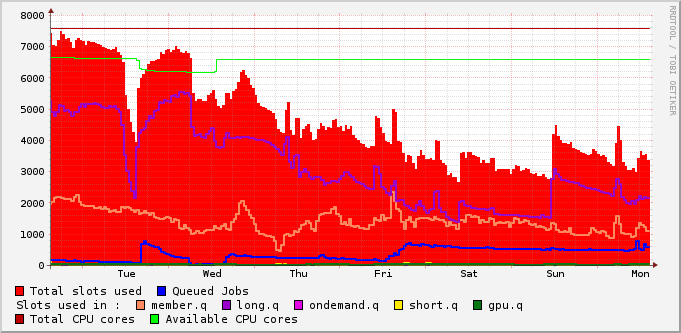 RRDTOOL / TOBI OETIKER
8000
7000
6000
5000
4000
3000
2000
1000
0
Tue Wed Thu Fri Sat Sun Mon
Total slots used Queued Jobs
Slots used in : member.q long.q ondemand.q short.q gpu.q
Total CPU cores Available CPU cores